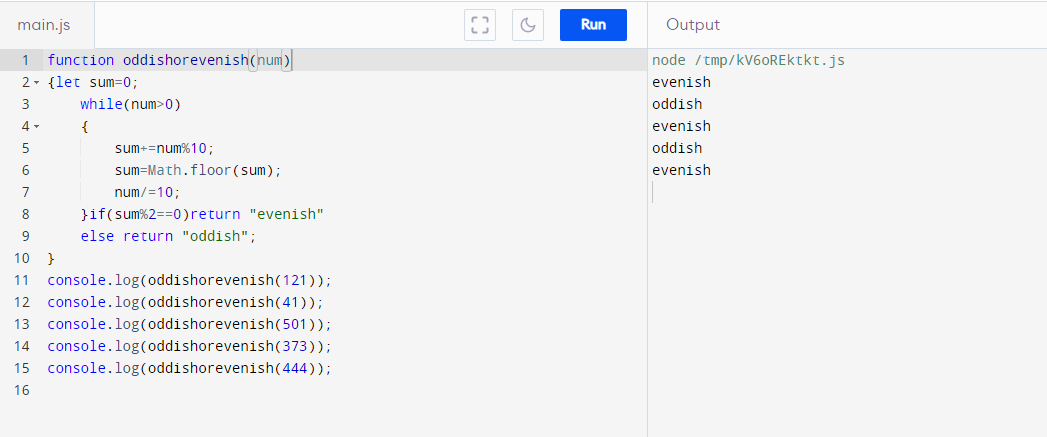 main.js
Run
Output
1 function oddishorevenish(num)
2 {let sum=0;
3 while(num>0)
4 {
5 sum+=num%10;
6 sum=Math.floor(sum);
7 num/=10;
8 }if(sum%2==0)return "evenish"
9 else return "oddish";
10 }
11 console.log(oddishorevenish(121));
12 console.log(oddishorevenish(41));
13 console.log(oddishorevenish(501));
14 console.log(oddishorevenish(373));
15 console.log(oddishorevenish(444));
16
node /tmp/kV6oREktkt.js
evenish
oddish
evenish
oddish
evenish